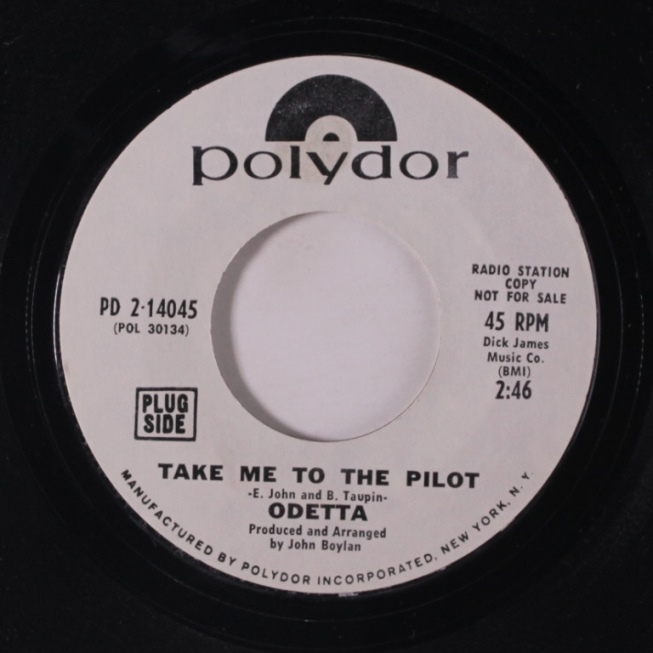 polydor
RADIO STATION
COPY
NOT FOR SALE
PD 2-14045
(POL 30134)
45 RPM
Dick James
Music Co.
(BMI)
2:46
PLUG
SIDE
TAKE ME TO THE PILOT
-E. John and B. Taupin-
ODETTA
Produced and Arranged
by John Boylan
MANUFACTURED BY POLYDOR INCORPORATED, NEW YORK, N. Y.